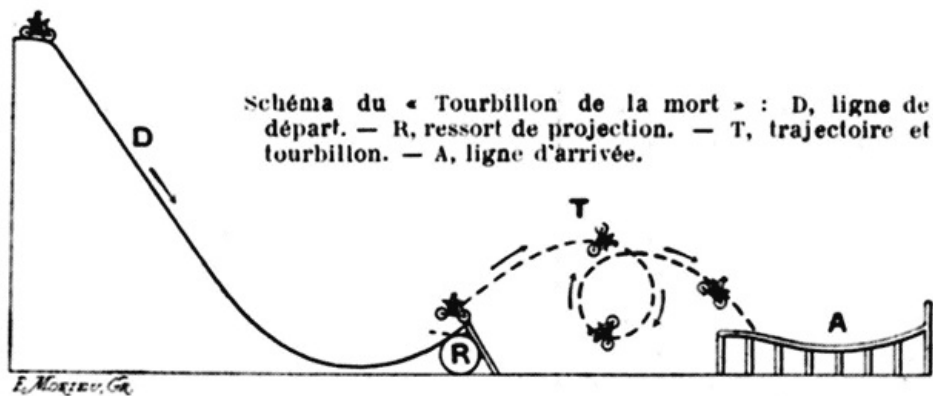 Schéma du « Tourbillon de la mort » : D, ligne de
départ. — R, ressort de projection. — T, trajectoire et
tourbillon. — A, ligne d'arrivée.
D
T
R
A
E. MORIEU, GR.